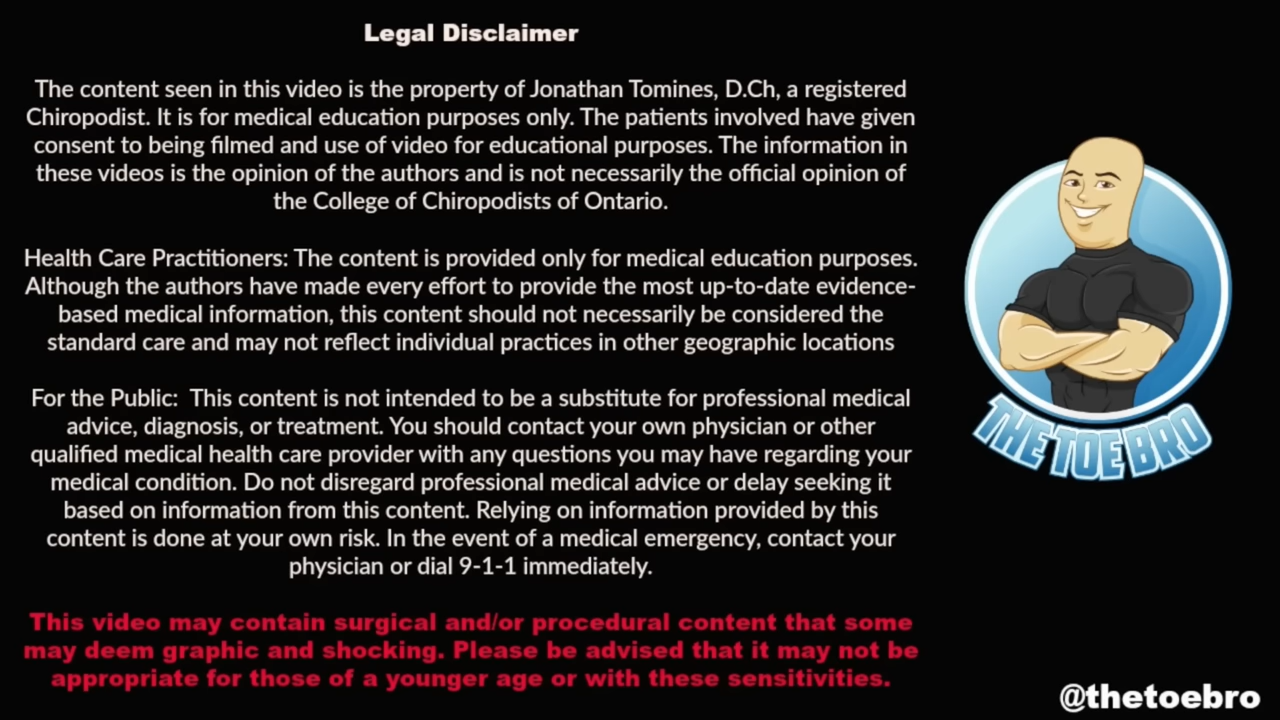 Legal Disclaimer
The content seen in this video is the property of Jonathan Tomines, D.Ch, a registered
Chiropodist. It is for medical education purposes only. The patients involved have given
consent to being filmed and use of video for educational purposes. The information in
these videos is the opinion of the authors and is not necessarily the official opinion of
the College of Chiropodists of Ontario.
Health Care Practitioners: The content is provided only for medical education purposes.
Although the authors have made every effort to provide the most up-to-date evidence-
based medical information, this content should not necessarily be considered the
standard care and may not reflect individual practices in other geographic locations
For the Public:  This content is not intended to be a substitute for professional medical
advice, diagnosis, or treatment. You should contact your own physician or other
qualified medical health care provider with any questions you may have regarding your
medical condition. Do not disregard professional medical advice or delay seeking it
based on information from this content. Relying on information provided by this
content is done at your own risk. In the event of a medical emergency, contact your
physician or dial 9-1-1 immediately.
This video may contain surgical and/or procedural content that some
may deem graphic and shocking. Please be advised that it may not be
appropriate for those of a younger age or with these sensitivities.
THE TOE BRO
@thetoebro